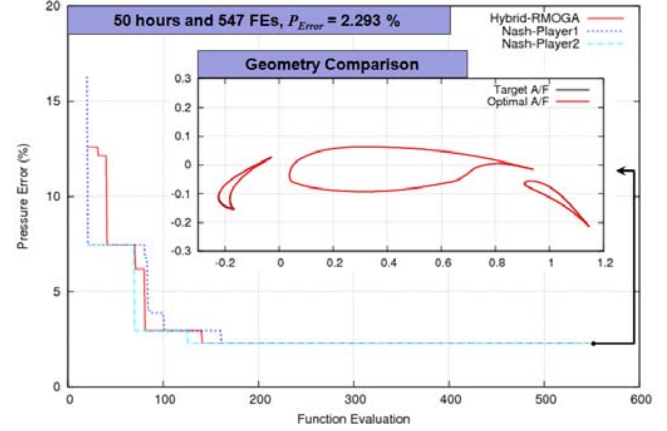 50 hours and 547 FEs, P_Error = 2.293 %
Hybrid-RMOGA
Nash-Player1
Nash-Player2
Geometry Comparison
Target A/F
Optimal A/F
0.3
0.2
0.1
0
-0.1
-0.2
-0.3
-0.2 0 0.2 0.4 0.6 0.8 1 1.2
Pressure Error (%)
20
15
10
5
0
0 100 200 300 400 500 600
Function Evaluation